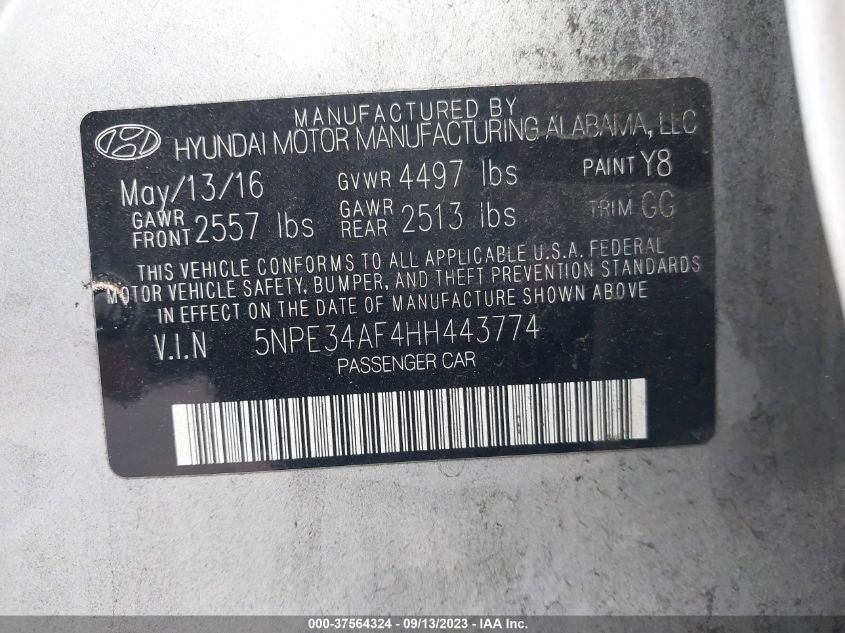 MANUFACTURED BY
HYUNDAI MOTOR MANUFACTURING ALABAMA, LLC
May/13/16 GVWR 4497 lbs PAINT Y8
GAWR FRONT 2557 lbs GAWR REAR 2513 lbs TRIM GG
THIS VEHICLE CONFORMS TO ALL APPLICABLE U.S.A. FEDERAL
MOTOR VEHICLE SAFETY, BUMPER, AND THEFT PREVENTION STANDARDS
IN EFFECT ON THE DATE OF MANUFACTURE SHOWN ABOVE
V.I.N 5NPE34AF4HH443774
PASSENGER CAR
000-37564324 - 09/13/2023 - iaai.com